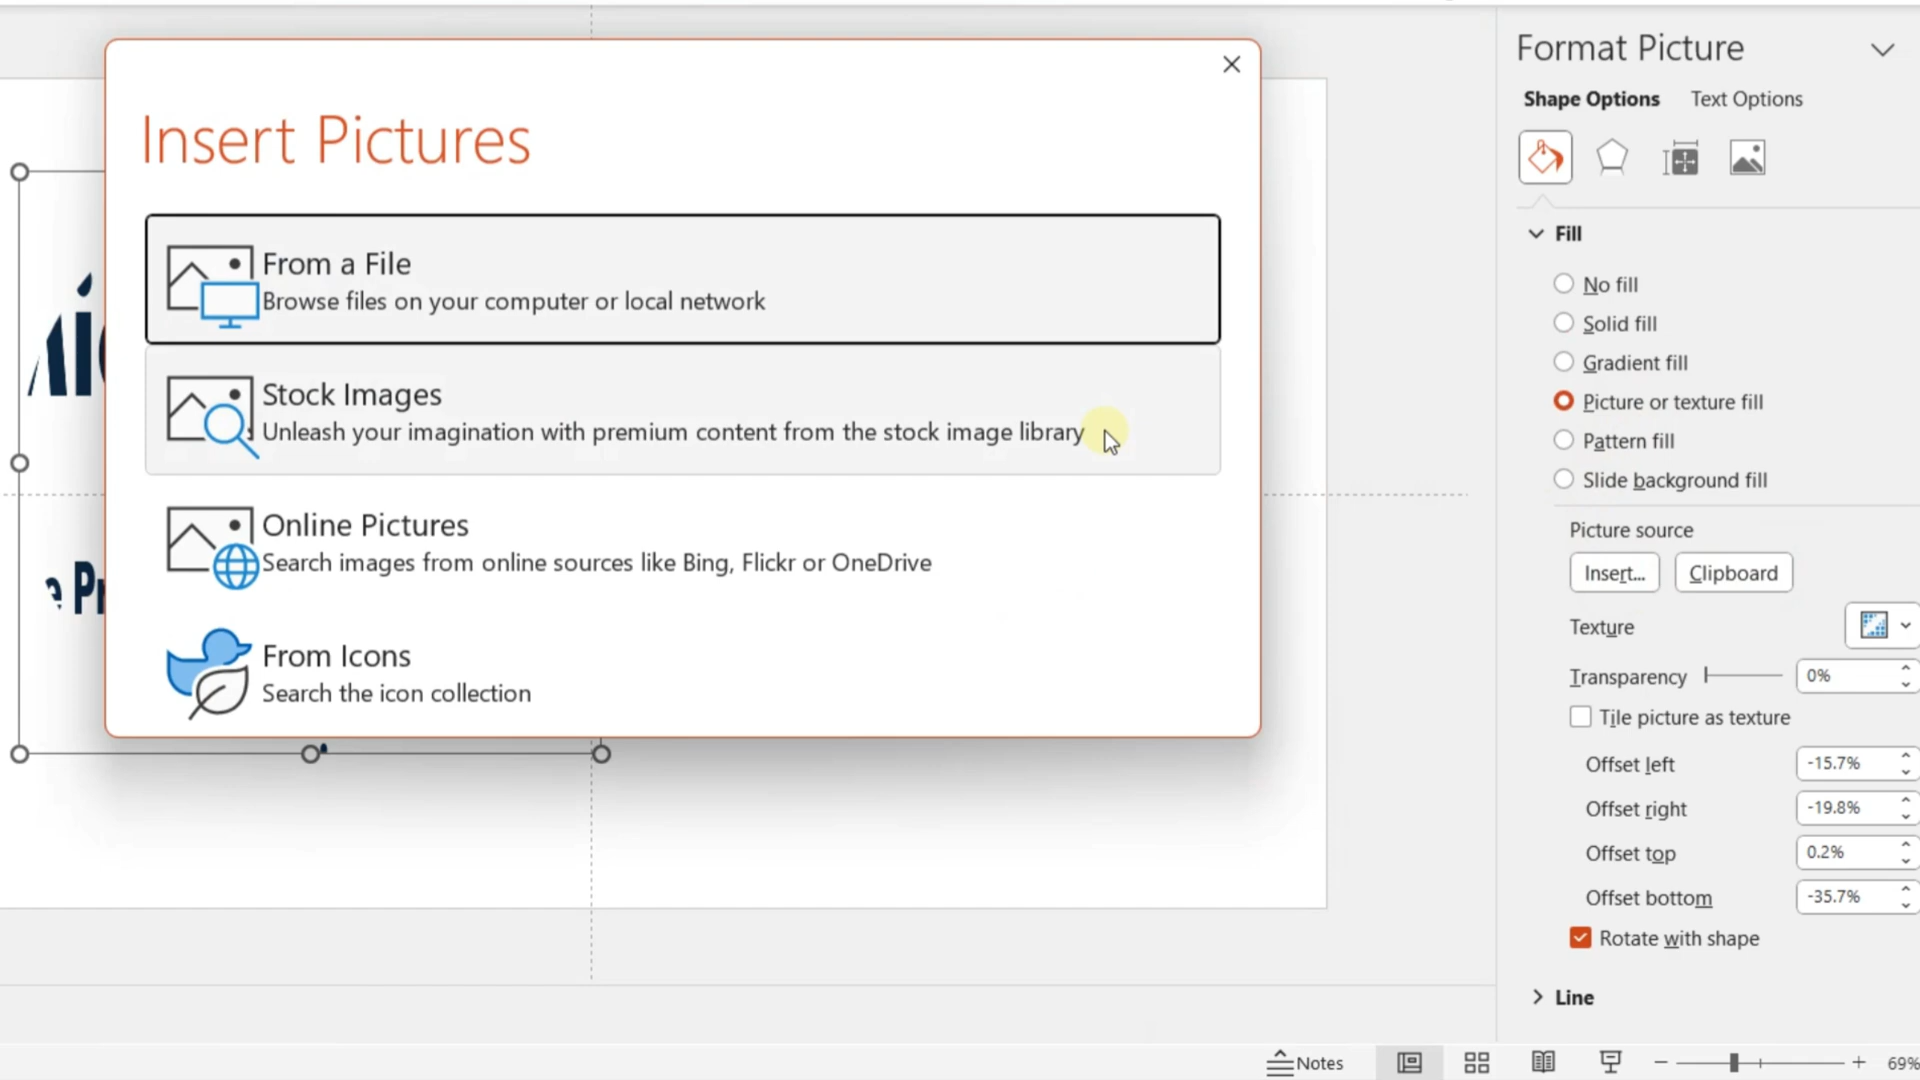 Insert Pictures
From a File
Browse files on your computer or local network
Stock Images
Unleash your imagination with premium content from the stock image library
Online Pictures
Search images from online sources like Bing, Flickr or OneDrive
From Icons
Search the icon collection
Format Picture
Shape Options Text Options
Fill
No fill
Solid fill
Gradient fill
Picture or texture fill
Pattern fill
Slide background fill
Picture source
Insert... Clipboard
Texture
Transparency 0%
Tile picture as texture
Offset left -15.7%
Offset right -19.8%
Offset top 0.2%
Offset bottom -35.7%
Rotate with shape
Line
Notes 69%